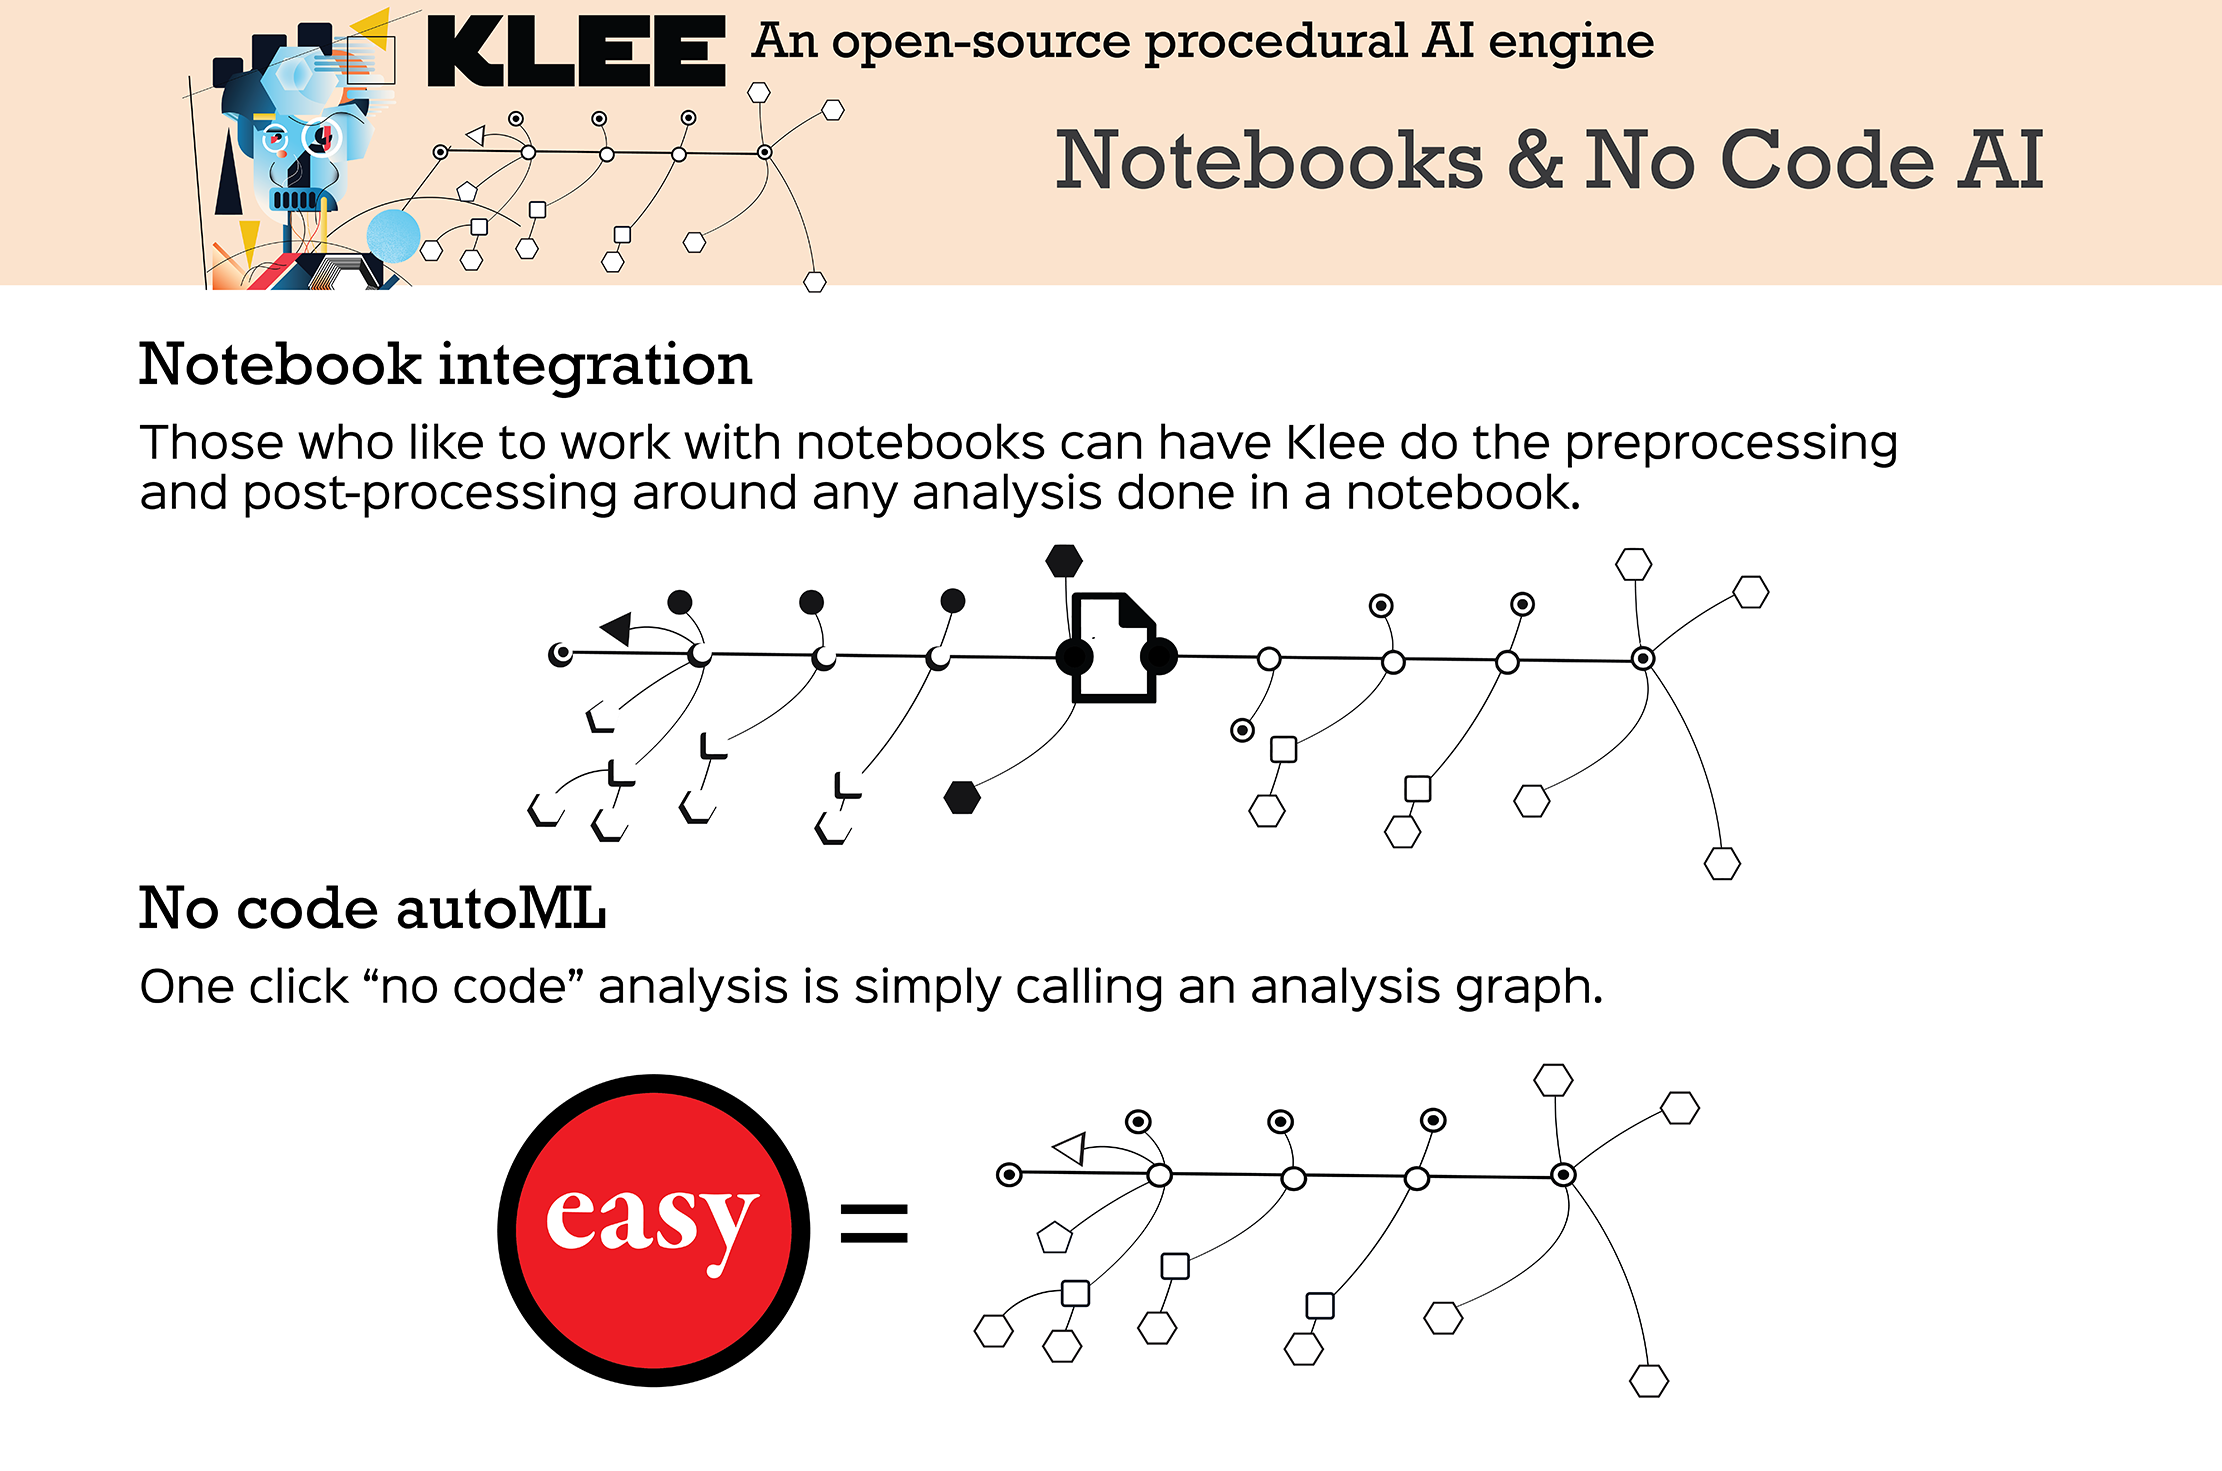 KLEE An open-source procedural AI engine
Notebooks & No Code AI
Notebook integration
Those who like to work with notebooks can have Klee do the preprocessing
and post-processing around any analysis done in a notebook.
No code autoML
One click “no code” analysis is simply calling an analysis graph.
easy =